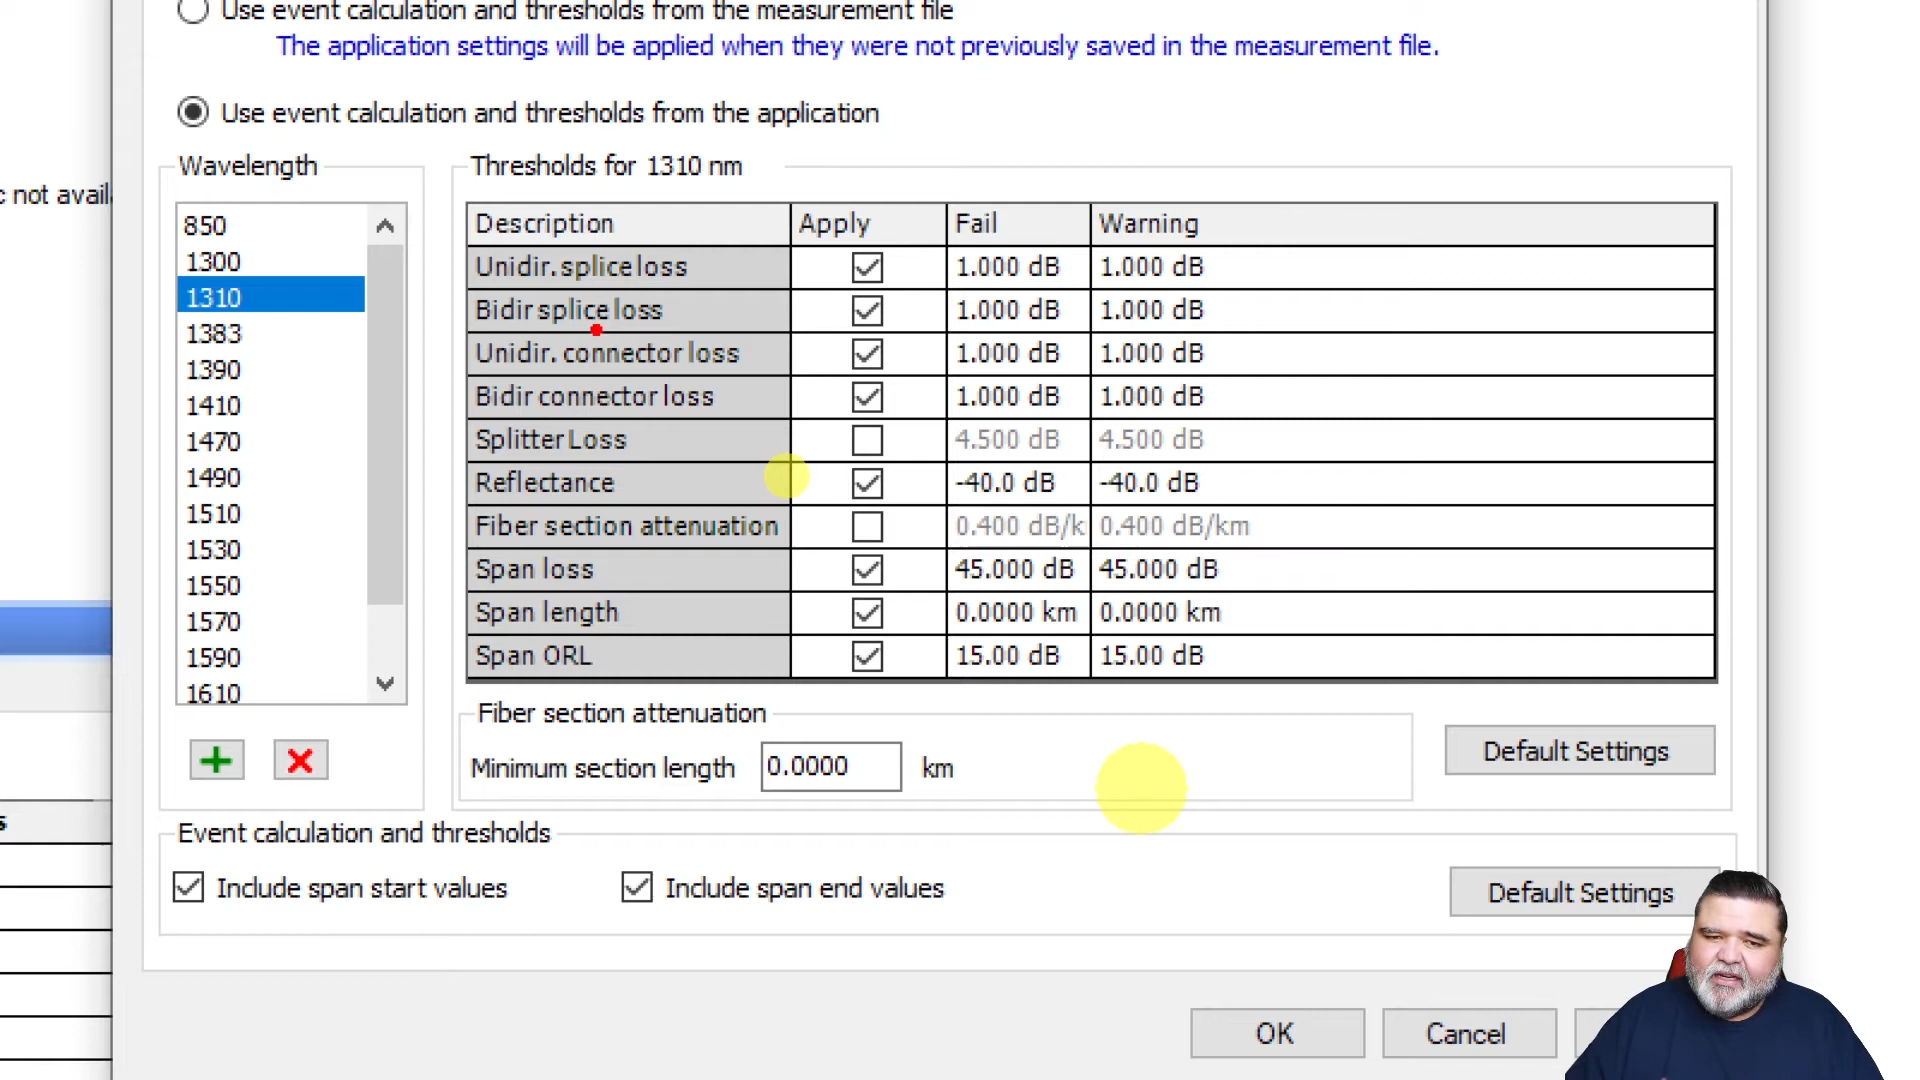 Use event calculation and thresholds from the measurement file
The application settings will be applied when they were not previously saved in the measurement file.
Use event calculation and thresholds from the application
Wavelength
Thresholds for 1310 nm
c not avail
850
1300
1310
1383
1390
1410
1470
1490
1510
1530
1550
1570
1590
1610
Description Apply Fail Warning
Unidir. splice loss 1.000 dB 1.000 dB
Bidir splice loss 1.000 dB 1.000 dB
Unidir. connector loss 1.000 dB 1.000 dB
Bidir connector loss 1.000 dB 1.000 dB
Splitter Loss 4.500 dB 4.500 dB
Reflectance -40.0 dB -40.0 dB
Fiber section attenuation 0.400 dB/k 0.400 dB/km
Span loss 45.000 dB 45.000 dB
Span length 0.0000 km 0.0000 km
Span ORL 15.00 dB 15.00 dB
Fiber section attenuation
Minimum section length 0.0000 km
Default Settings
s
Event calculation and thresholds
Include span start values Include span end values
Default Settings
OK Cancel